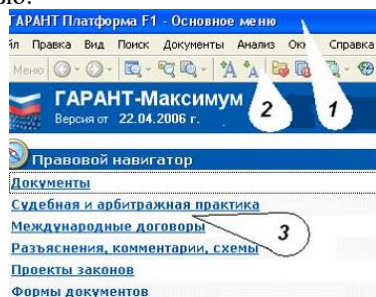 ГАРАНТ Платформа F1 - Основное меню
Правка Вид Поиск Документы Анализ Справка
Меню
1
2
ГАРАНТ-Максимум
Версия от 22.04.2006 г.
Правовой навигатор
Документы
Судебная и арбитражная практика
Международные договоры
3
Разъяснения, комментарии, схемы
Проекты законов
Формы документов